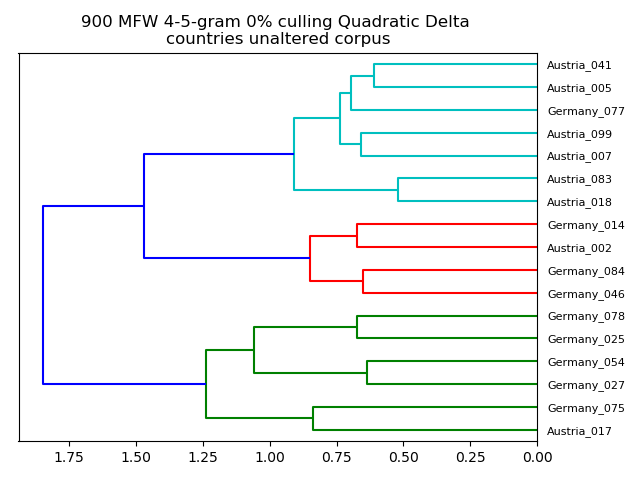 900 MFW 4-5-gram 0% culling Quadratic Delta
countries unaltered corpus
Austria_041
Austria_005
Germany_077
Austria_099
Austria_007
Austria_083
Austria_018
Germany_014
Austria_002
Germany_084
Germany_046
Germany_078
Germany_025
Germany_054
Germany_027
Germany_075
Austria_017
1.75 1.50 1.25 1.00 0.75 0.50 0.25 0.00